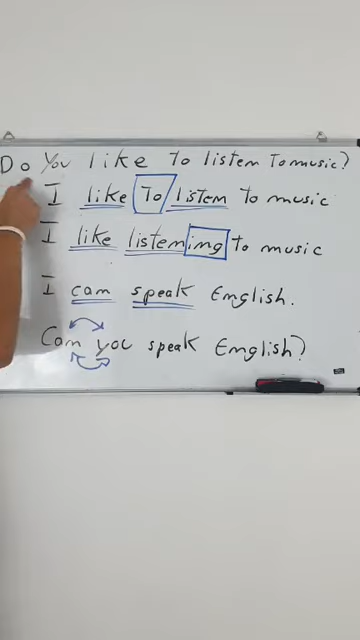 Do You like To listen To music?
I like To listen to music
I like listening to music
I can speak English.
Can you speak English?